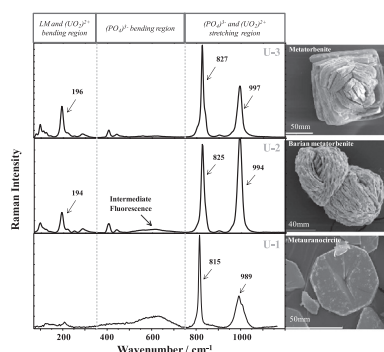 LM and (UO₂)²⁺
bending region
(PO₄)³⁻ bending region
(PO₄)³⁻ and (UO₂)²⁺
stretching region
Metatorbenite
U-3
827
997
196
50mm
Barian metatorbenite
U-2
825
994
194
Intermediate
Fluorescence
40mm
Metauranocircite
U-1
815
989
50mm
Raman Intensity
200
400
600
800
1000
Wavenumber / cm⁻¹